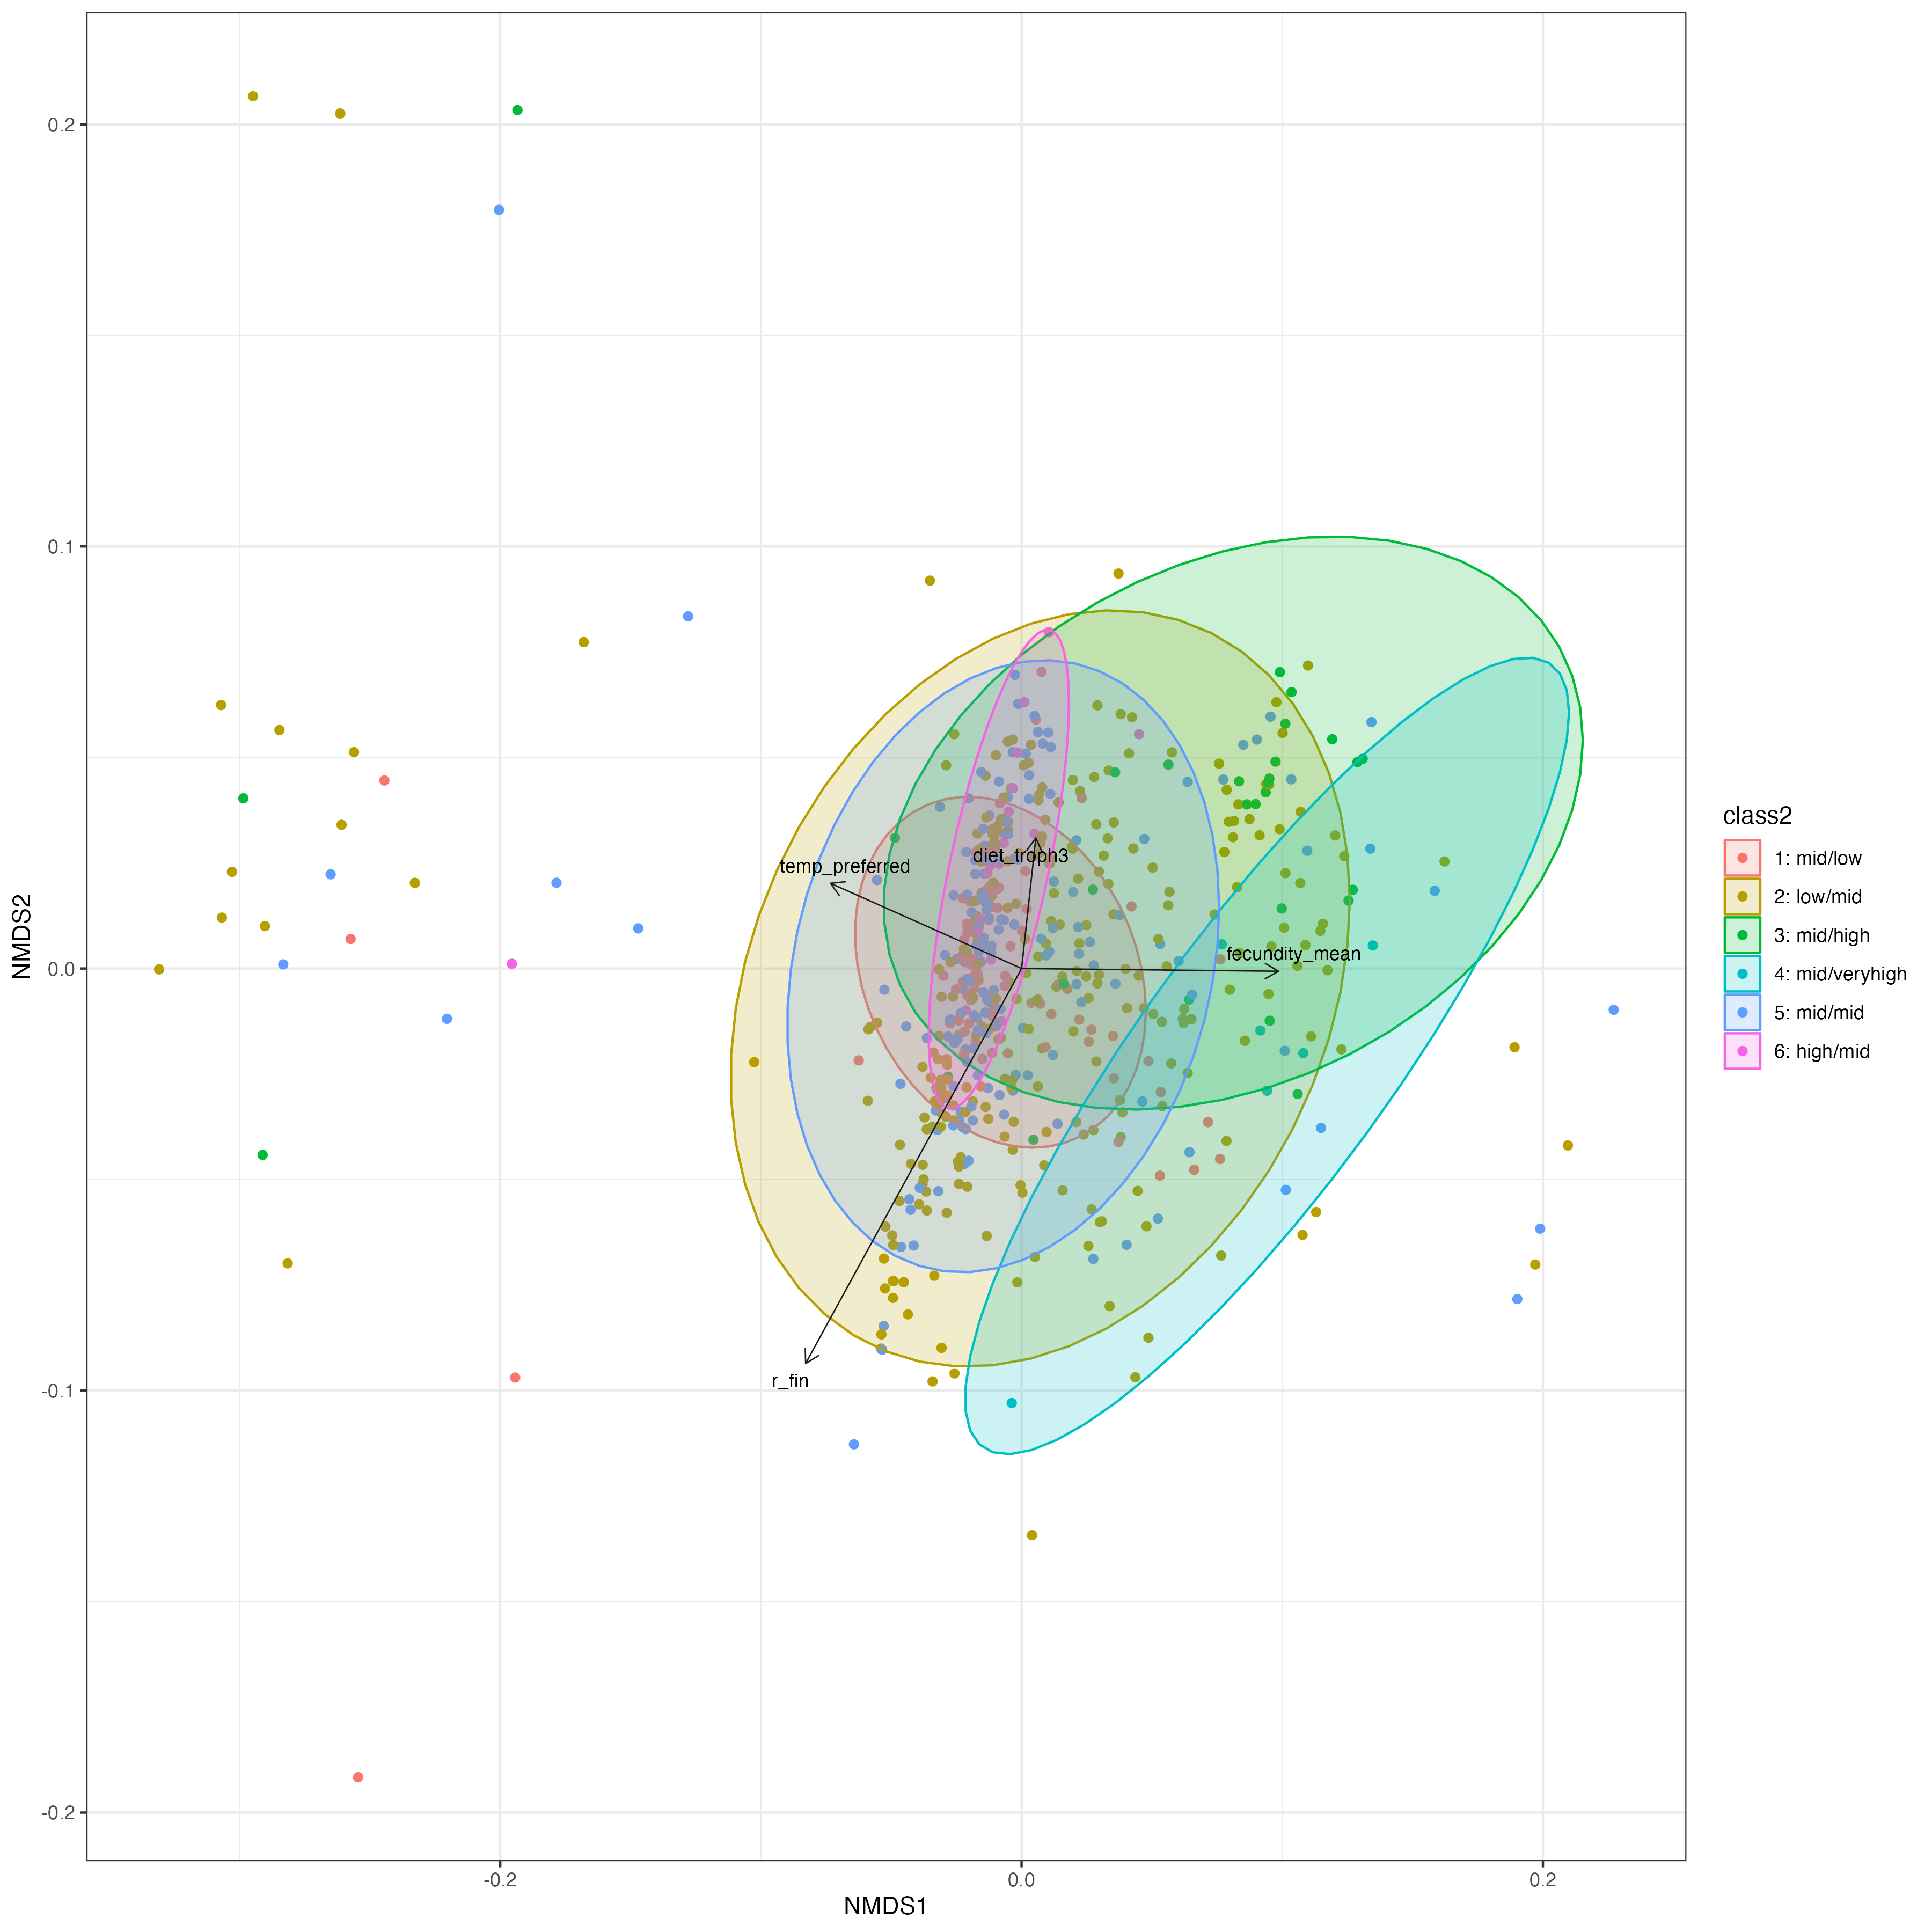 0.2
0.1
0.0
-0.1
-0.2
NMDS2
temp_preferred
diet_troph3
fecundity_mean
r_fin
-0.2
0.0
0.2
NMDS1
class2
1: mid/low
2: low/mid
3: mid/high
4: mid/veryhigh
5: mid/mid
6: high/mid